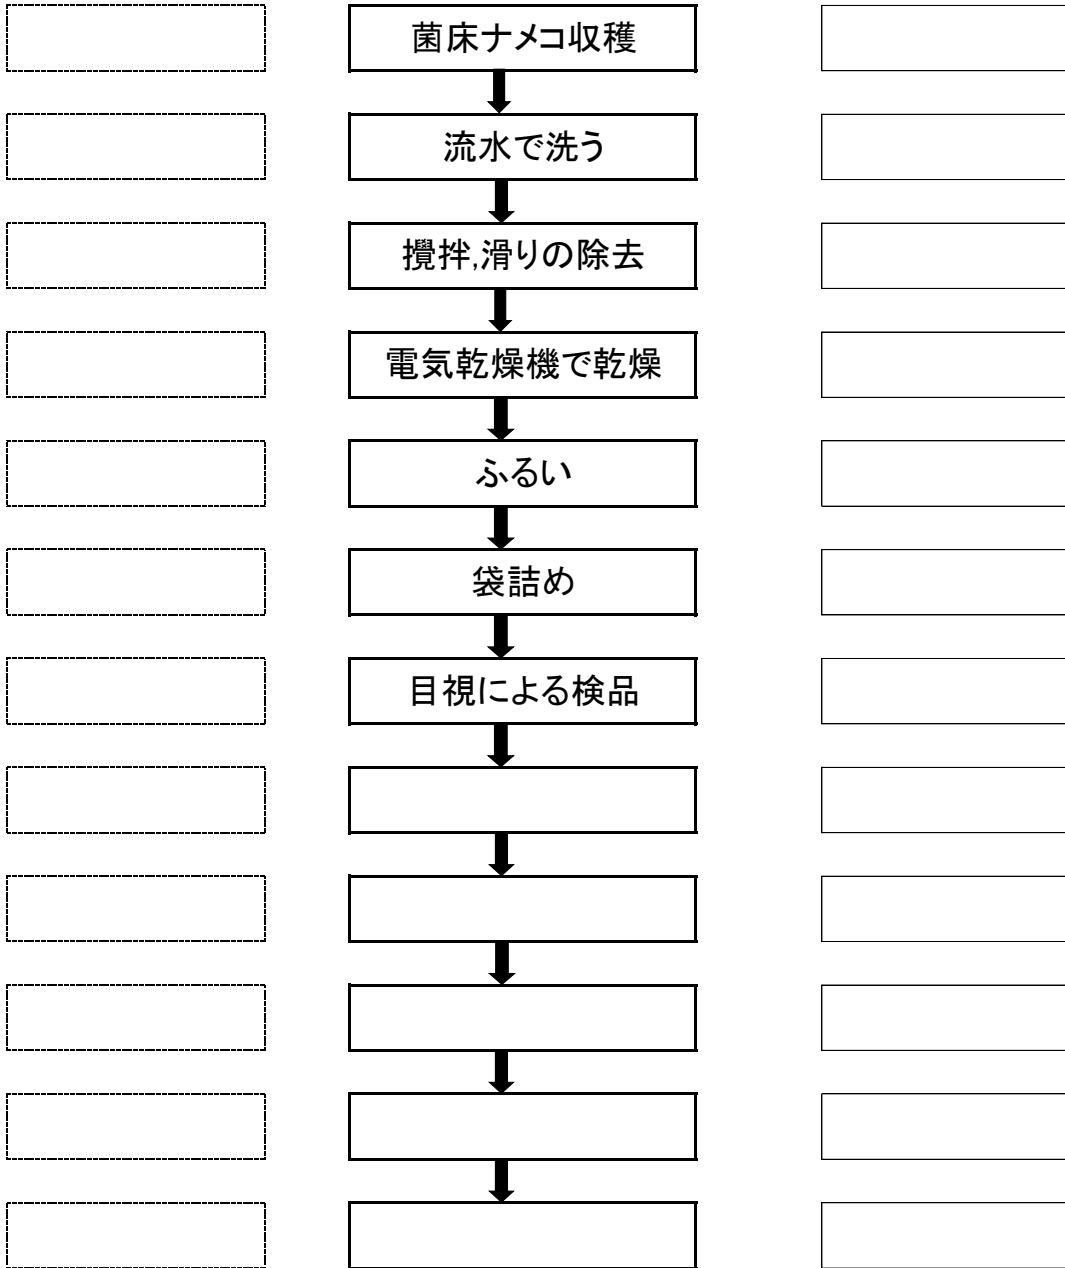 菌床ナメコ収穫
流水で洗う
攪拌,滑りの除去
電気乾燥機で乾燥
ふるい
袋詰め
目視による検品